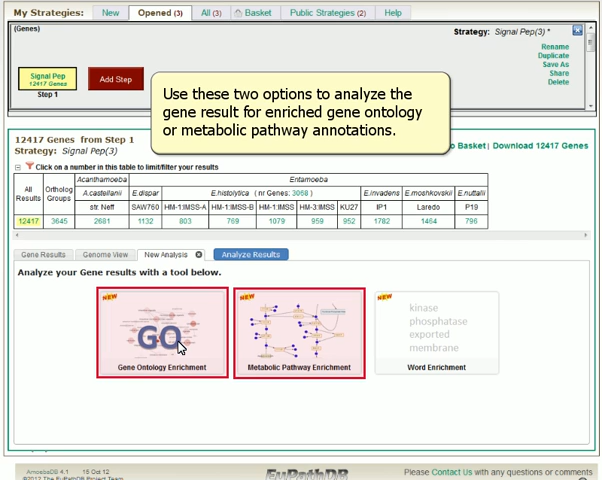 My Strategies: New Opened (3) All (3) Basket Public Strategies (2) Help
(Genes)
Strategy: Signal Pep(3) *
Rename
Duplicate
Save As
Share
Delete
Signal Pep
12417 Genes
Step 1
Add Step
Use these two options to analyze the
gene result for enriched gene ontology
or metabolic pathway annotations.
12417 Genes from Step 1
Strategy: Signal Pep(3)
o Basket | Download 12417 Genes
Click on a number in this table to limit/filter your results
All Results
Ortholog Groups
Acanthamoeba Entamoeba
A.castellanii E.dispar E.histolytica ( nr Genes: 3068 ) E.invadens E.moshkovskii E.nuttalli
str. Neff SAW760 HM-1:IMSS-A HM-1:IMSS-B HM-1:IMSS HM-3:IMSS KU27 IP1 Laredo P19
12417 3645 2681 1132 803 769 1079 959 952 1782 1464 796
Gene Results Genome View New Analysis Analyze Results
Analyze your Gene results with a tool below.
NEW
GO
Gene Ontology Enrichment
NEW
Metabolic Pathway Enrichment
NEW
kinase
phosphatase
exported
membrane
Word Enrichment
AmoebaDB 4.1 15 Oct 12
©2012 The EuPathDB Project Team
EuPathDB
Please Contact Us with any questions or comments